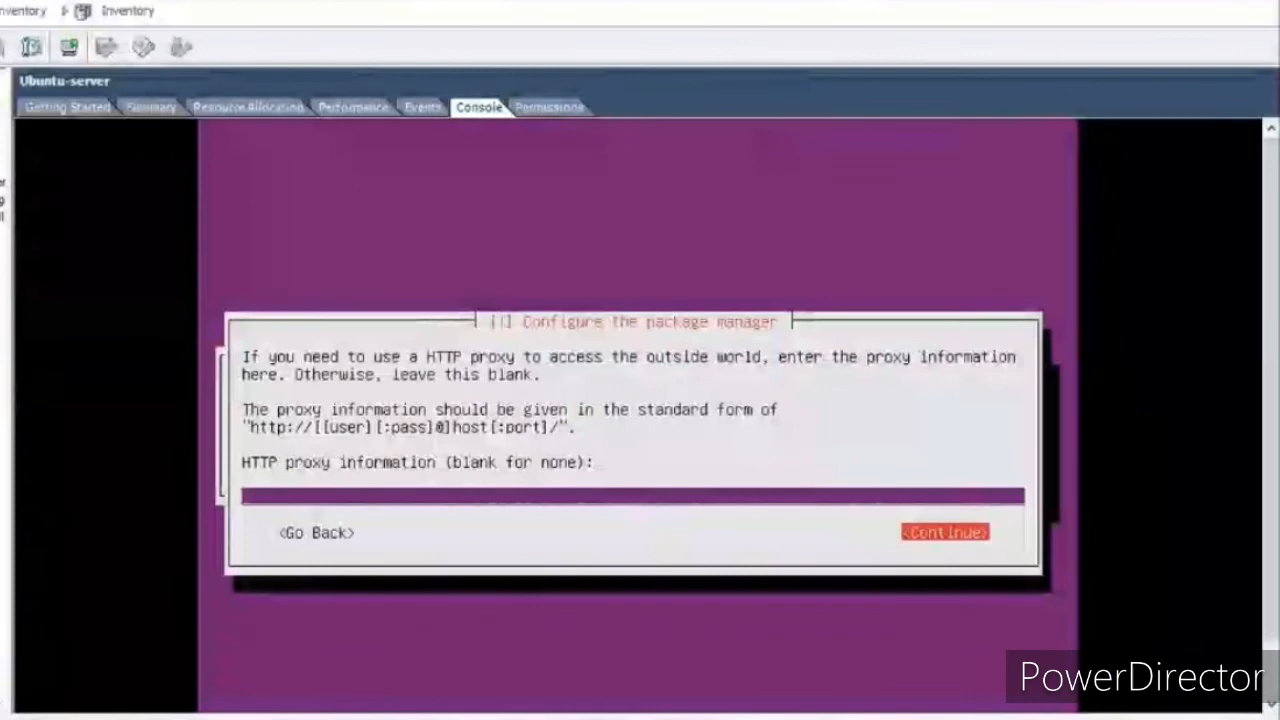 nventory Inventory
Ubuntu-server
Getting Started Summary Resource Allocation Performance Events Console Permissions
[!] Configure the package manager
If you need to use a HTTP proxy to access the outside world, enter the proxy information
here. Otherwise, leave this blank.
The proxy information should be given in the standard form of
"http://[[user][:pass]@]host[:port]/".
HTTP proxy information (blank for none):
<Go Back> <Continue>
PowerDirector